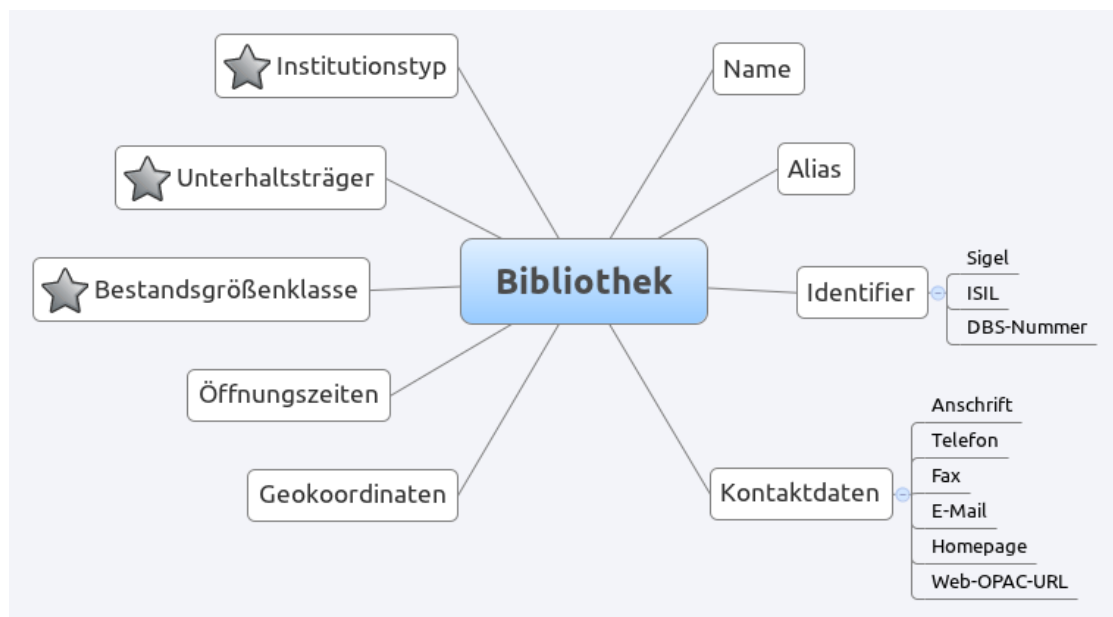 Institutionstyp
Name
Unterhaltsträger
Alias
Bibliothek
Bestandsgrößenklasse
Identifier
Sigel
ISIL
DBS-Nummer
Öffnungszeiten
Geokoordinaten
Kontaktdaten
Anschrift
Telefon
Fax
E-Mail
Homepage
Web-OPAC-URL